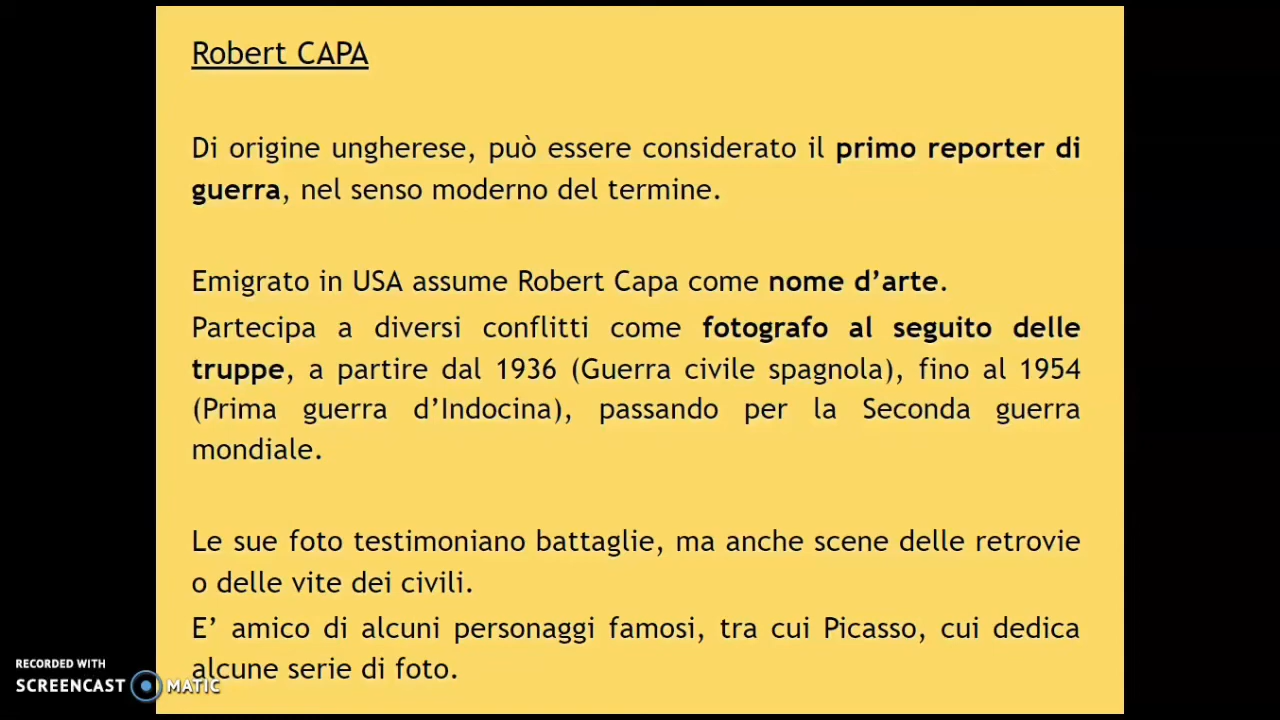 Robert CAPA
Di origine ungherese, può essere considerato il primo reporter di
guerra, nel senso moderno del termine.
Emigrato in USA assume Robert Capa come nome d’arte.
Partecipa a diversi conflitti come fotografo al seguito delle
truppe, a partire dal 1936 (Guerra civile spagnola), fino al 1954
(Prima guerra d’Indocina), passando per la Seconda guerra
mondiale.
Le sue foto testimoniano battaglie, ma anche scene delle retrovie
o delle vite dei civili.
E’ amico di alcuni personaggi famosi, tra cui Picasso, cui dedica
alcune serie di foto.
RECORDED WITH
SCREENCAST MATIC